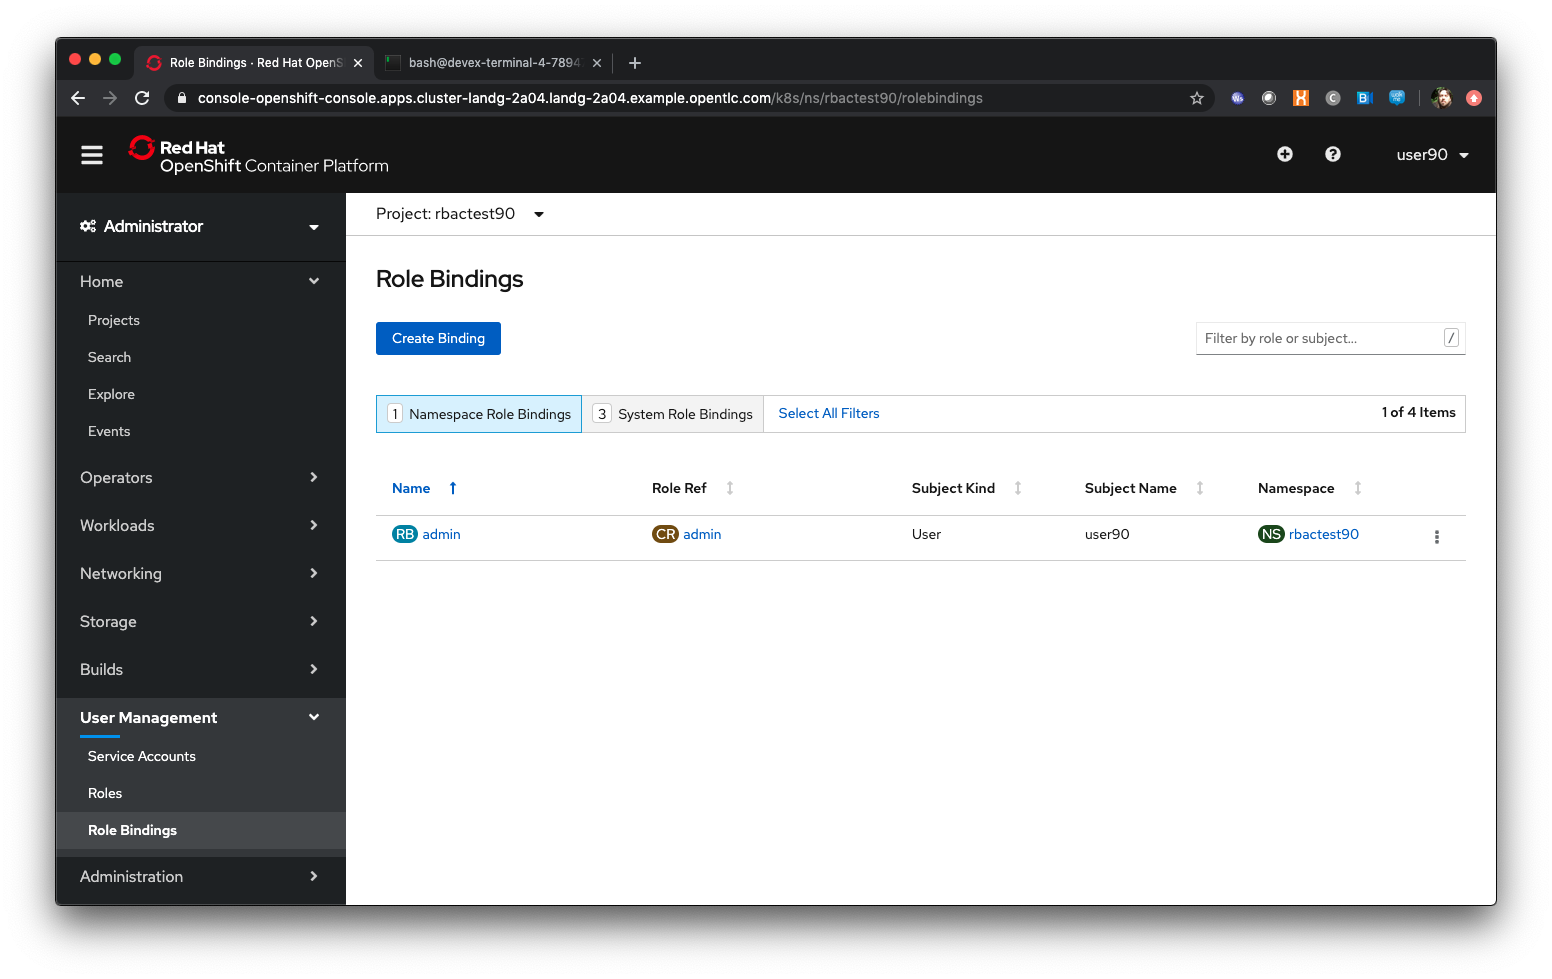 Role Bindings · Red Hat OpenS
bash@devex-terminal-4-7894
console-openshift-console.apps.cluster-landg-2a04.landg-2a04.example.opentlc.com/k8s/ns/rbactest90/rolebindings
Red Hat
OpenShift Container Platform
user90
Administrator
Home
Projects
Search
Explore
Events
Operators
Workloads
Networking
Storage
Builds
User Management
Service Accounts
Roles
Role Bindings
Administration
Project: rbactest90
Role Bindings
Create Binding
Filter by role or subject... /
1 Namespace Role Bindings 3 System Role Bindings Select All Filters 1 of 4 Items
Name Role Ref Subject Kind Subject Name Namespace
RB admin CR admin User user90 NS rbactest90